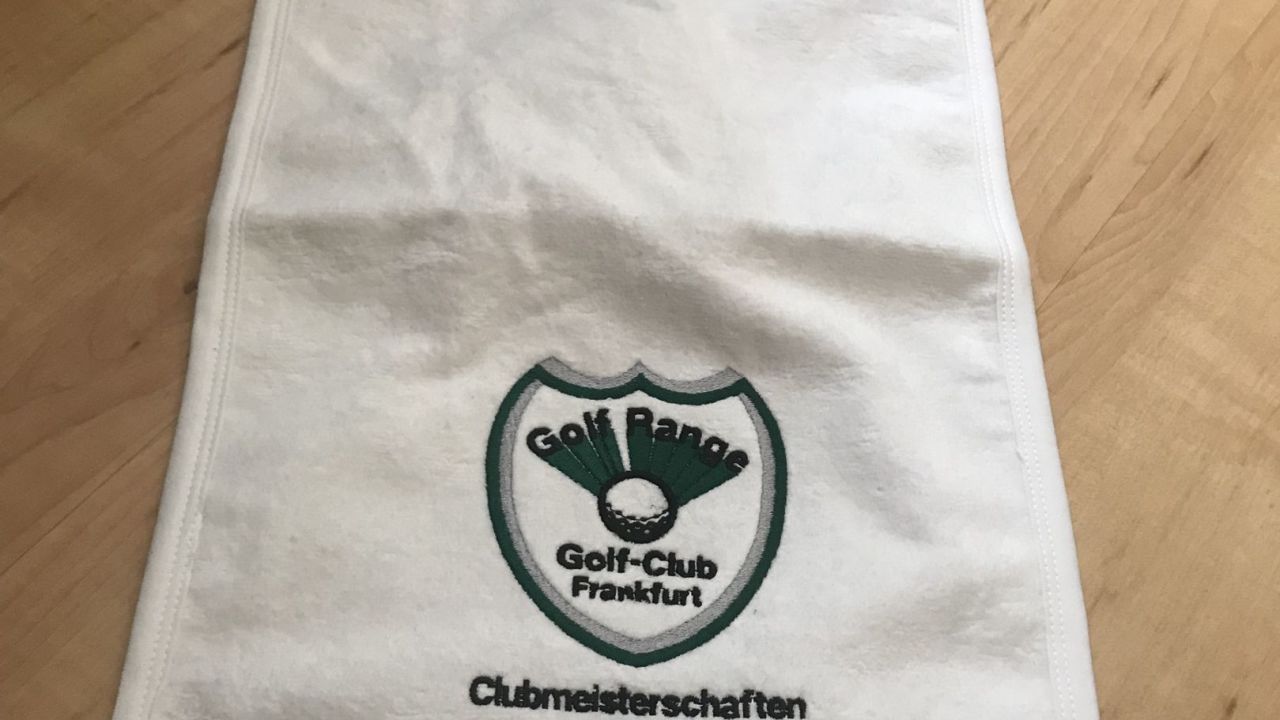 Golf Range
Golf-Club
Frankfurt
Clubmeisterschaften